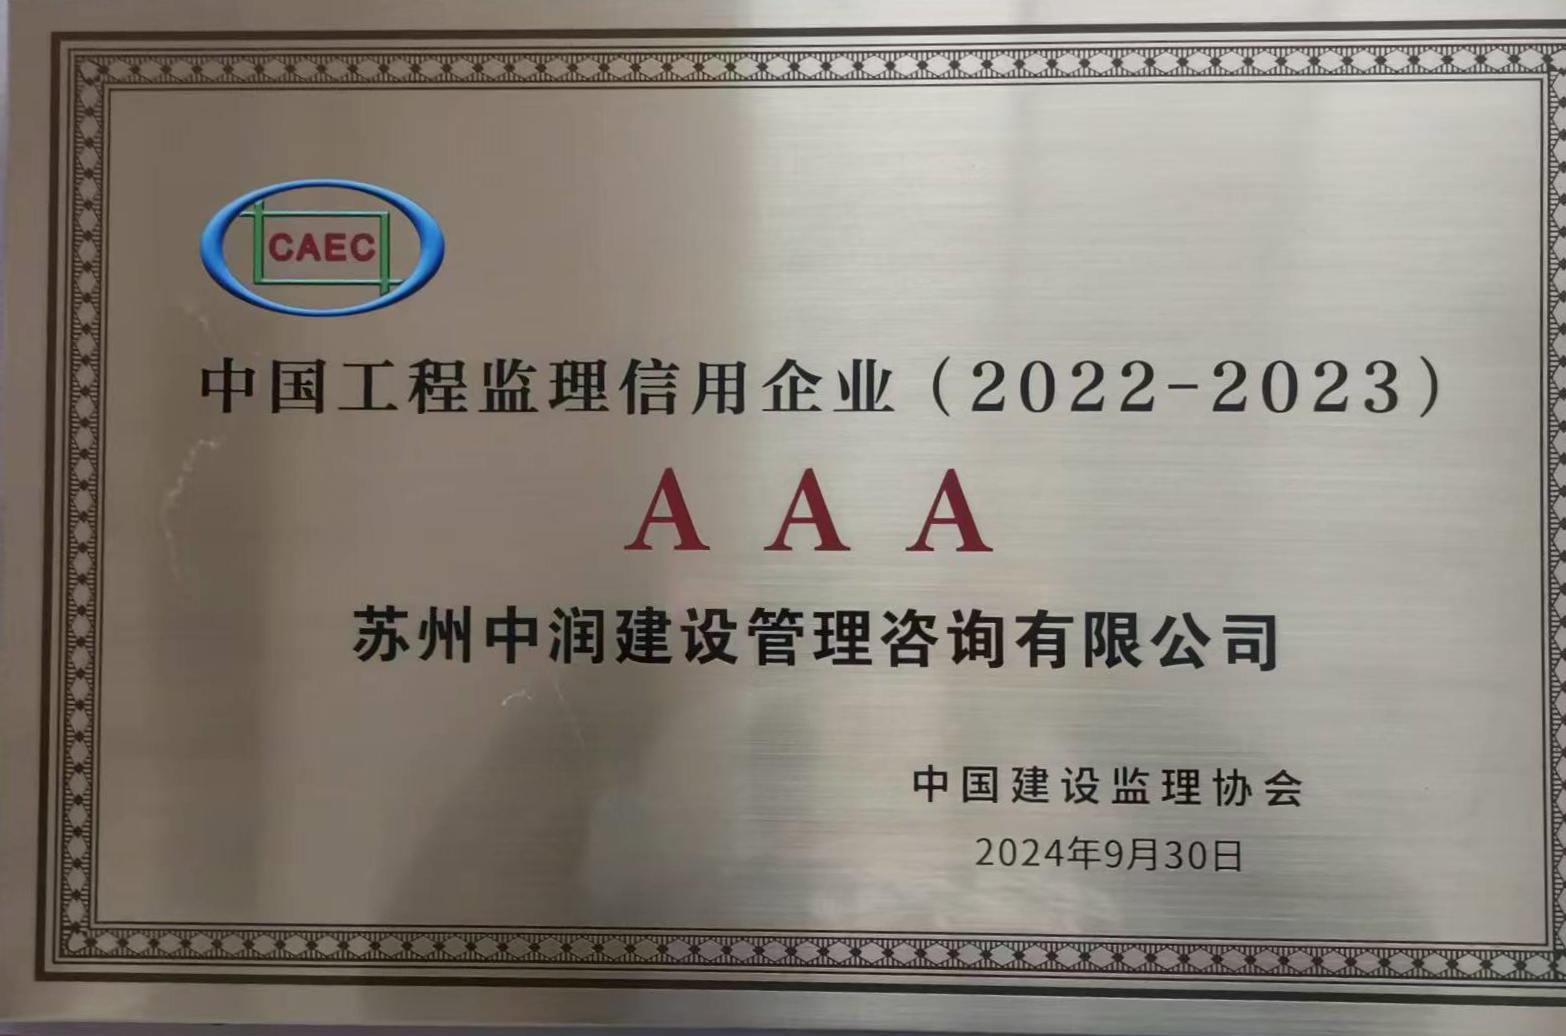 CAEC
中国工程监理信用企业（2022-2023）
AAA
苏州中润建设管理咨询有限公司
中国建设监理协会
2024年9月30日